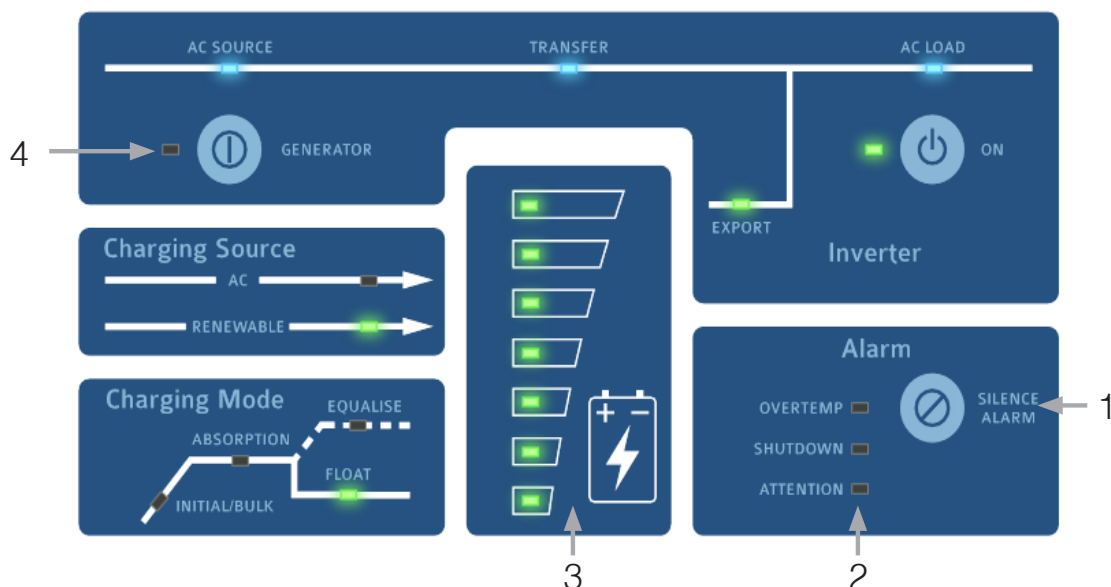 AC SOURCE
TRANSFER
AC LOAD
4
GENERATOR
ON
EXPORT
Inverter
Charging Source
AC
RENEWABLE
Charging Mode
EQUALISE
ABSORPTION
FLOAT
INITIAL/BULK
+ −
3
Alarm
OVERTEMP
SILENCE
ALARM
1
SHUTDOWN
ATTENTION
2